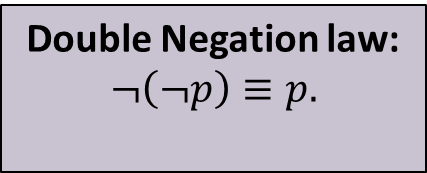 Double Negation law:
¬(¬p) ≡ p.